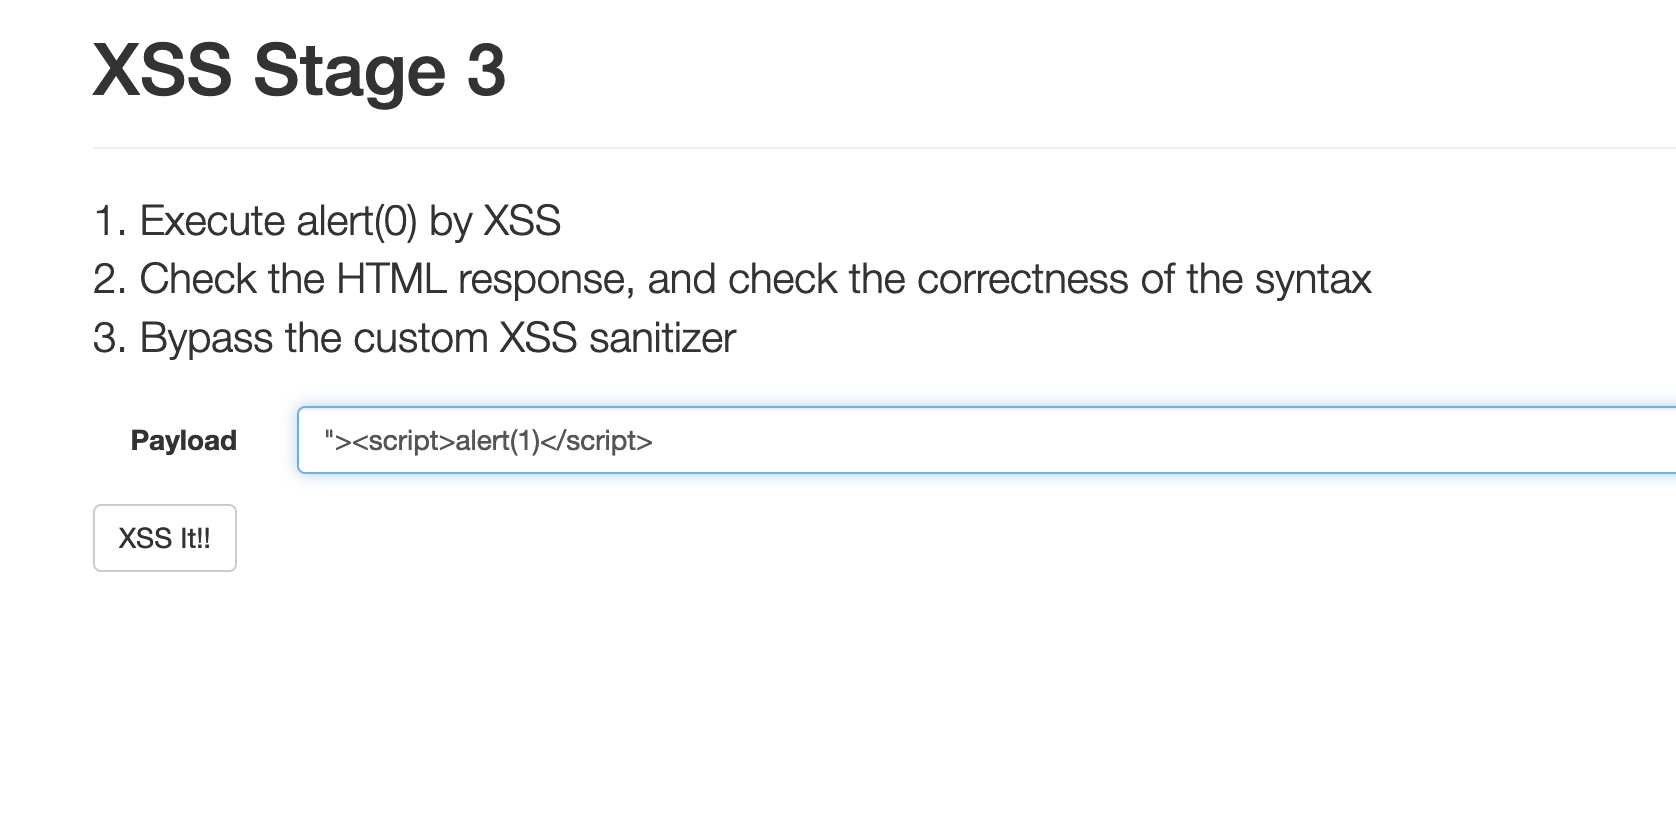 XSS Stage 3
1. Execute alert(0) by XSS
2. Check the HTML response, and check the correctness of the syntax
3. Bypass the custom XSS sanitizer
Payload "><script>alert(1)</script>
XSS It!!